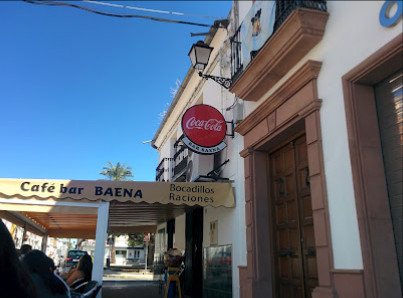 Coca-Cola
BAR BAENA
Café bar BAENA
Bocadillos
Raciones